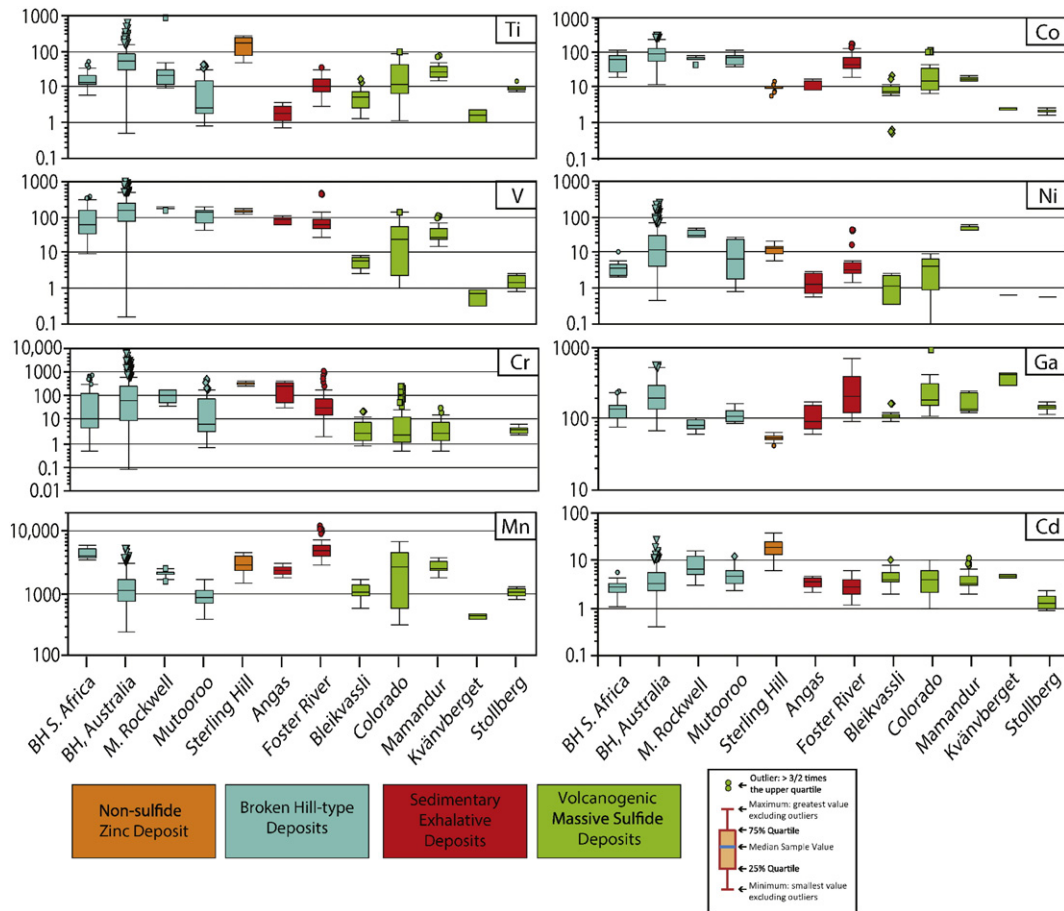 1000
Ti
100
10
1
0.1
1000
Co
100
10
1
0.1
1000
V
100
10
1
0.1
1000
Ni
100
10
1
0.1
10,000
Cr
1000
100
10
1
0.1
0.01
1000
Ga
100
10
10,000
Mn
1000
100
100
Cd
10
1
0.1
BH S. Africa
BH, Australia
M. Rockwell
Mutooroo
Sterling Hill
Angas
Foster River
Bleikvassli
Colorado
Mamandur
Kvänvberget
Stollberg
BH S. Africa
BH, Australia
M. Rockwell
Mutooroo
Sterling Hill
Angas
Foster River
Bleikvassli
Colorado
Mamandur
Kvänvberget
Stollberg
Non-sulfide
Zinc Deposit
Broken Hill-type
Deposits
Sedimentary
Exhalative
Deposits
Volcanogenic
Massive Sulfide
Deposits
Outlier: > 3/2 times
the upper quartile
Maximum: greatest value
excluding outliers
75% Quartile
Median Sample Value
25% Quartile
Minimum: smallest value
excluding outliers